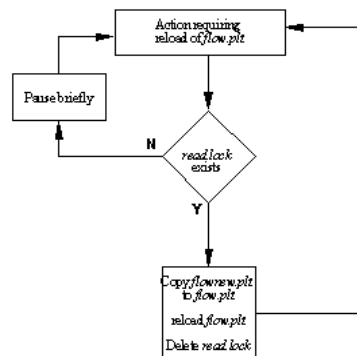 Action requiring
reload of flow.plt
Pause briefly
N
read.lock
exists
Y
Copy flownew.plt
to flow.plt
reload flow.plt
Delete read.lock